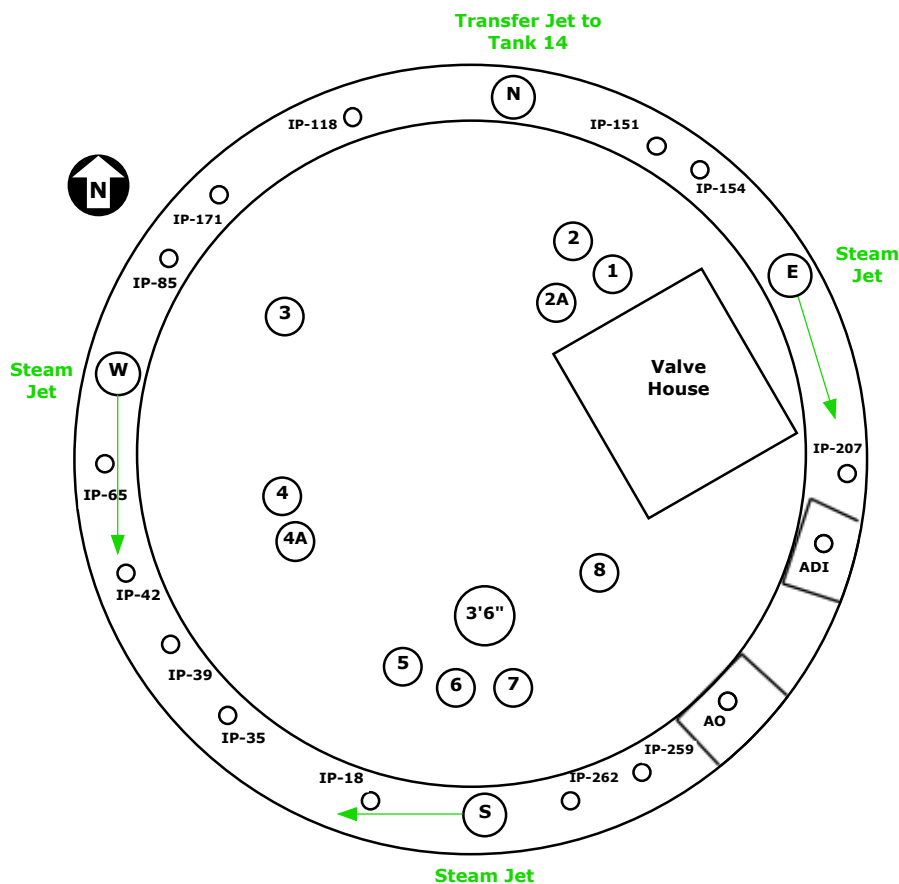 Transfer Jet to
Tank 14
N
IP-118
IP-151
IP-154
N
IP-171
2
E
Steam
Jet
1
IP-85
2A
3
Valve
House
W
Steam
Jet
IP-207
4
IP-65
4A
ADI
8
IP-42
3'6"
5
IP-39
6
7
AO
IP-35
IP-259
IP-18
IP-262
S
Steam Jet